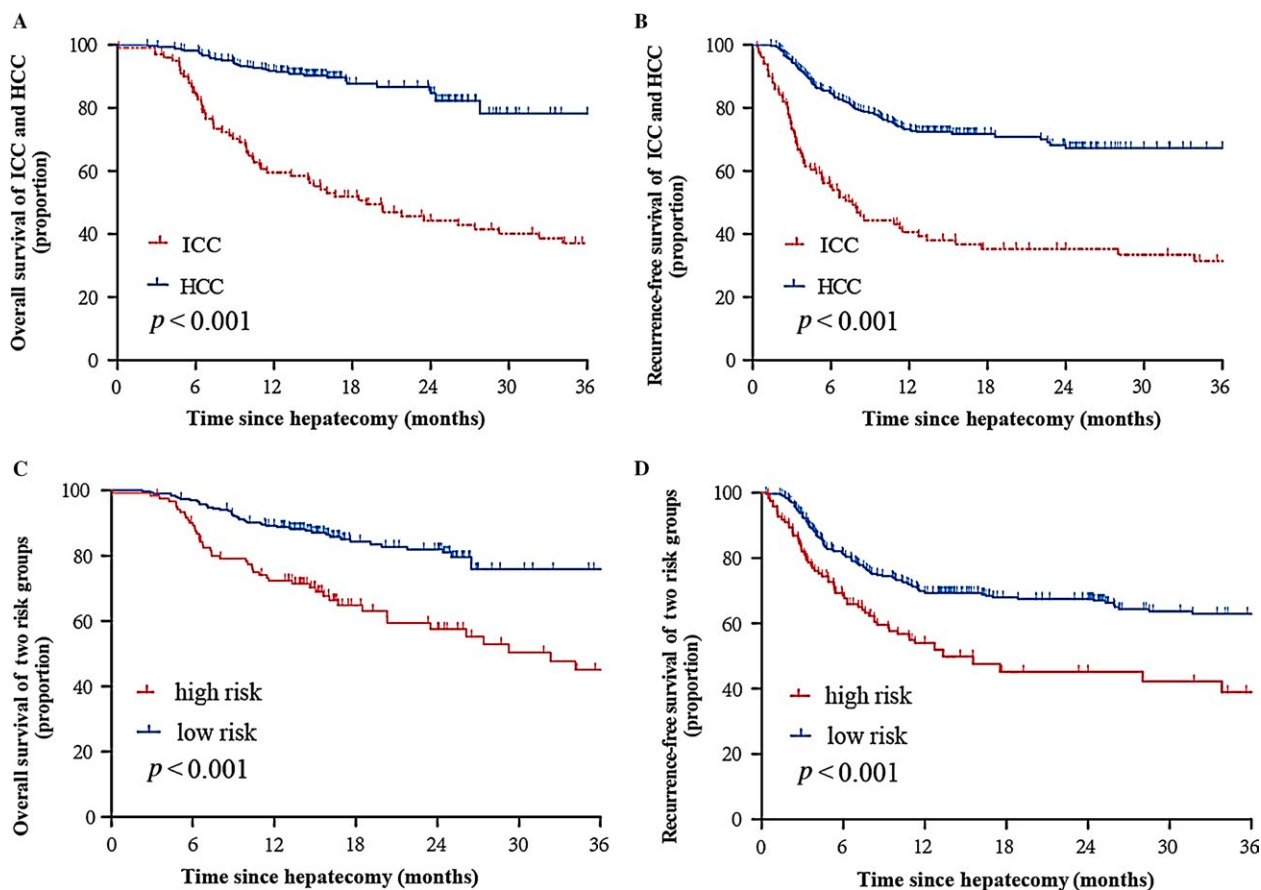 A
Overall survival of ICC and HCC
(proportion)
100
80
60
40
20
0
ICC
HCC
p < 0.001
0 6 12 18 24 30 36
Time since hepatecomy (months)
B
Recurrence-free survival of ICC and HCC
(proportion)
100
80
60
40
20
0
ICC
HCC
p < 0.001
0 6 12 18 24 30 36
Time since hepatecomy (months)
C
Overall survival of two risk groups
(proportion)
100
80
60
40
20
0
high risk
low risk
p < 0.001
0 6 12 18 24 30 36
Time since hepatecomy (months)
D
Recurrence-free survival of two risk groups
(proportion)
100
80
60
40
20
0
high risk
low risk
p < 0.001
0 6 12 18 24 30 36
Time since hepatecomy (months)